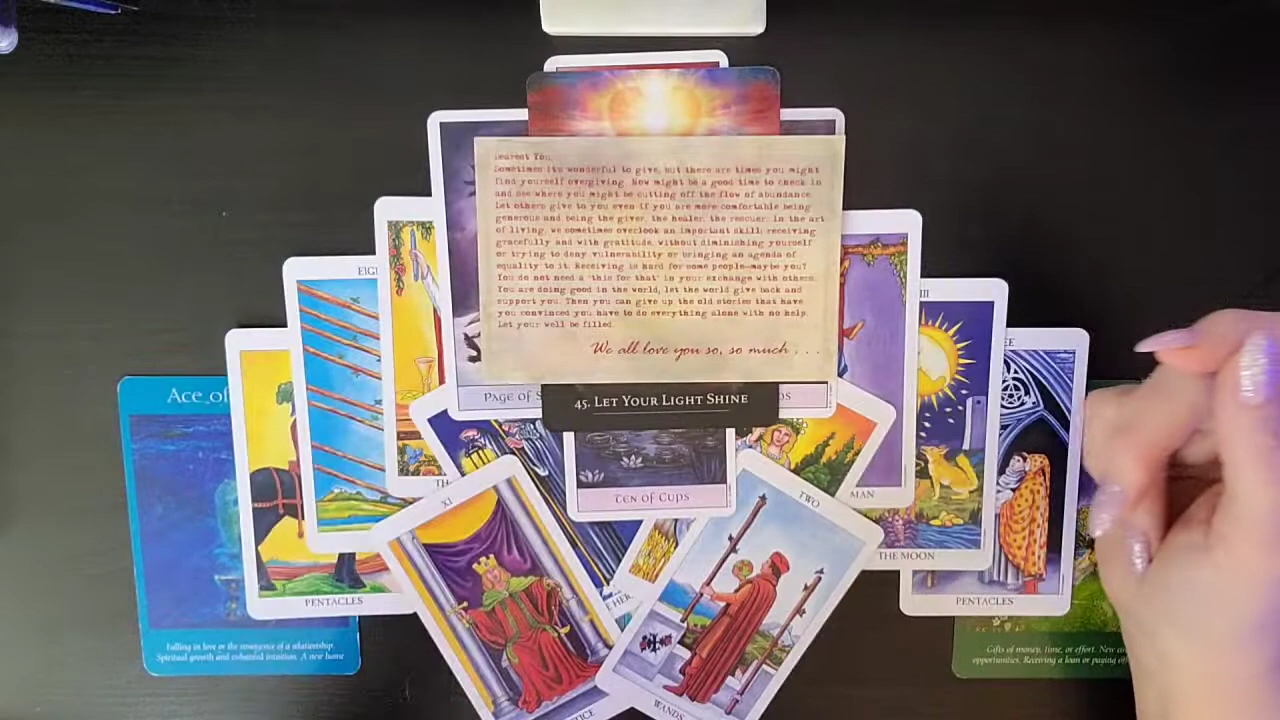 Dearest You,
Sometimes its wonderful to give, but there are times you might
find yourself overgiving. Now might be a good time to check in
and see where you might be cutting off the flow of abundance.
Let others give to you even if you are more comfortable being
generous and being the giver, the healer, the rescuer. In the art
of living, we sometimes overlook an important skill: receiving
gracefully and with gratitude, without diminishing yourself
or trying to deny vulnerability or bringing an agenda of
equality to it. Receiving is hard for some people—maybe you?
You do not need a "this for that" in your exchange with others.
You are doing good in the world, let the world give back and
support you. Then you can give up the old stories that have
you convinced you have to do everything alone with no help.
Let your well be filled.
We all love you so, so much . . .
PAGE OF S
45. LET YOUR LIGHT SHINE
Ace of
EIG
III
EE
TEN OF CUPS
TH
MAN
THE MOON
XI
TWO
PENTACLES
PENTACLES
WANDS
TICE
Falling in love or the resurgence of a relationship.
Spiritual growth and enhanced intuition. A new home
Gifts of money, time, or effort. New
opportunities. Receiving a loan or paying off